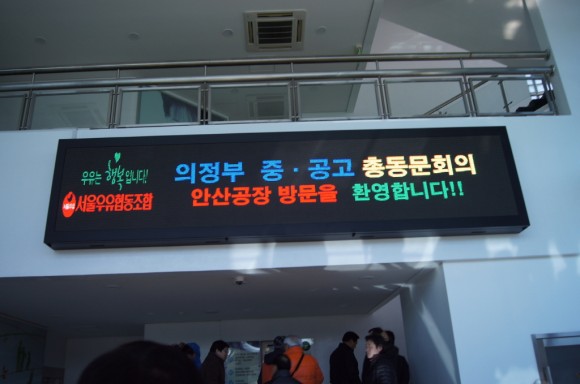 우유는 행복입니다!
서울우유협동조합
의정부 중·공고 총동문회의
안산공장 방문을 환영합니다!!